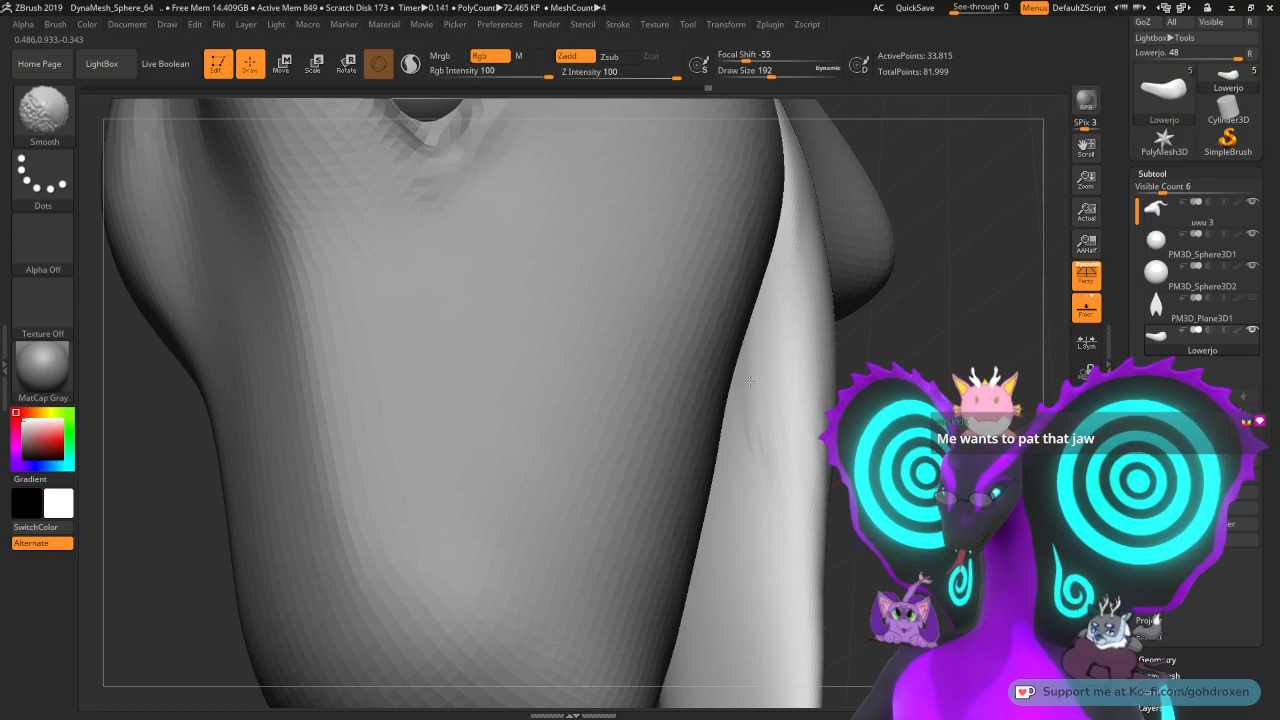 ZBrush 2019 DynaMesh_Sphere_64 .. • Free Mem 14.409GB • Active Mem 849 • Scratch Disk 173 • Timer▶0.141 • PolyCount▶72.465 KP • MeshCount▶4
AC QuickSave See-through 0 Menus DefaultZScript
Alpha Brush Color Document Draw Edit File Layer Light Macro Marker Material Movie Picker Preferences Render Stencil Stroke Texture Tool Transform Zplugin Zscript
GoZ All Visible R
0.486,0.933,-0.343
Lightbox▶Tools
Lowerjo. 48 R
Home Page LightBox Live Boolean Edit Draw Move Scale Rotate
Mrgb Rgb M Zadd Zsub Zcut
Rgb Intensity 100 Z Intensity 100
Focal Shift -55
Draw Size 192 Dynamic
ActivePoints: 33,815
TotalPoints: 81,999
S
D
5
5
Lowerjo
Lowerjo
Cylinder3D
PolyMesh3D
SimpleBrush
Smooth
Dots
Alpha Off
Texture Off
MatCap Gray
Gradient
SwitchColor
Alternate
BPR
SPix 3
Scroll
Zoom
Actual
AAHalf
Dynamic
Persp
Floor
L.Sym
Subtool
Visible Count 6
uwu 3
PM3D_Sphere3D1
PM3D_Sphere3D2
PM3D_Plane3D1
Lowerjo
Me wants to pat that jaw
Geometry
Layers
Support me at Ko-fi.com/gohdroxen